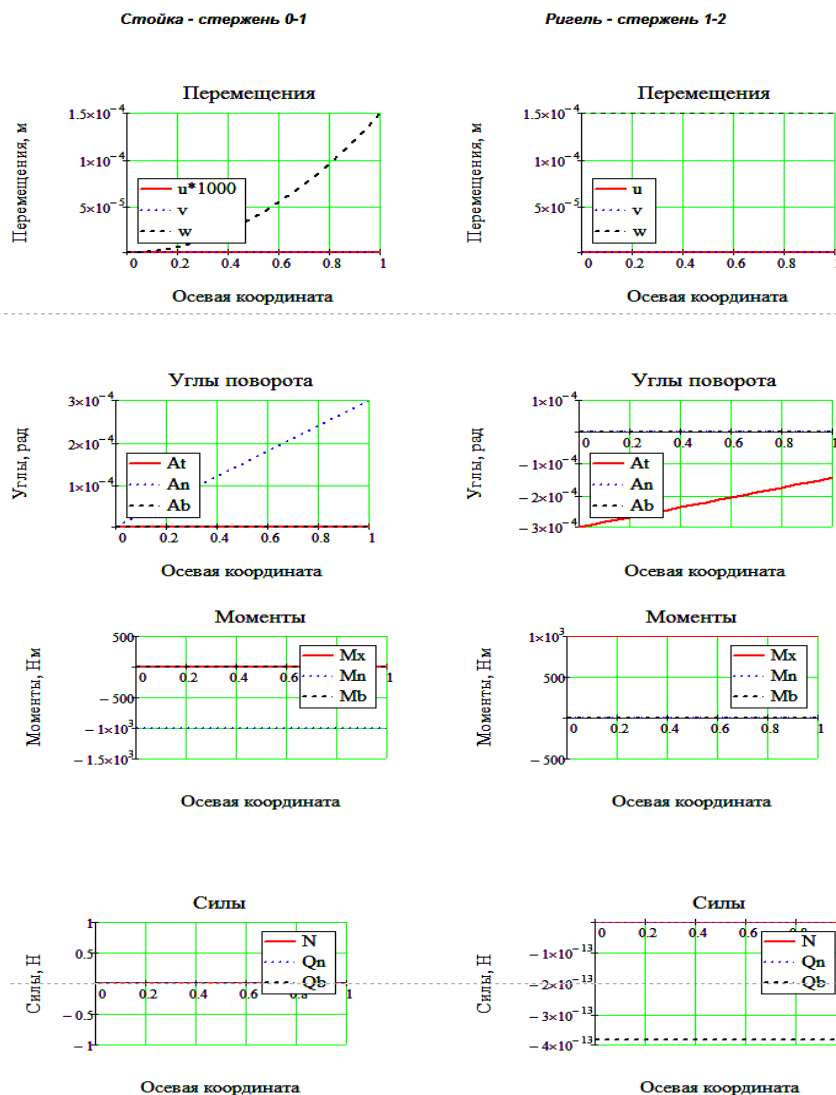 Стойка - стержень 0-1
Ригель - стержень 1-2
Перемещения
Перемещения, м
1.5×10⁻⁴
1×10⁻⁴
5×10⁻⁵
u*1000
v
w
0 0.2 0.4 0.6 0.8 1
Осевая координата
Перемещения
Перемещения, м
1.5×10⁻⁴
1×10⁻⁴
5×10⁻⁵
u
v
w
0 0.2 0.4 0.6 0.8
Осевая координата
Углы поворота
Углы, рад
3×10⁻⁴
2×10⁻⁴
1×10⁻⁴
At
An
Ab
0 0.2 0.4 0.6 0.8 1
Осевая координата
Углы поворота
Углы, рад
1×10⁻⁴
0 0.2 0.4 0.6 0.8 1
−1×10⁻⁴
−2×10⁻⁴
−3×10⁻⁴
At
An
Ab
Осевая координата
Моменты
Моменты, Нм
500
0 0.2 0.4 0.6 1
−500
−1×10³
−1.5×10³
Mx
Mn
Mb
Осевая координата
Моменты
Моменты, Нм
1×10³
500
−500
Mx
Mn
Mb
0 0.2 0.4 0.6 0.8 1
Осевая координата
Силы
Силы, Н
1
0.5
−0.5
−1
N
Qn
Qb
0 0.2 0.4 0.6 0.8 1
Осевая координата
Силы
Силы, Н
0 0.2 0.4 0.6 0.8
−1×10⁻¹³
−2×10⁻¹³
−3×10⁻¹³
−4×10⁻¹³
N
Qn
Qb
Осевая координата